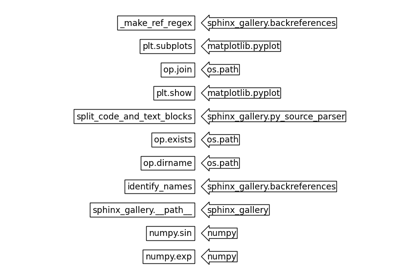 _make_ref_regex sphinx_gallery.backreferences
plt.subplots matplotlib.pyplot
op.join os.path
plt.show matplotlib.pyplot
split_code_and_text_blocks sphinx_gallery.py_source_parser
op.exists os.path
op.dirname os.path
identify_names sphinx_gallery.backreferences
sphinx_gallery.__path__ sphinx_gallery
numpy.sin numpy
numpy.exp numpy